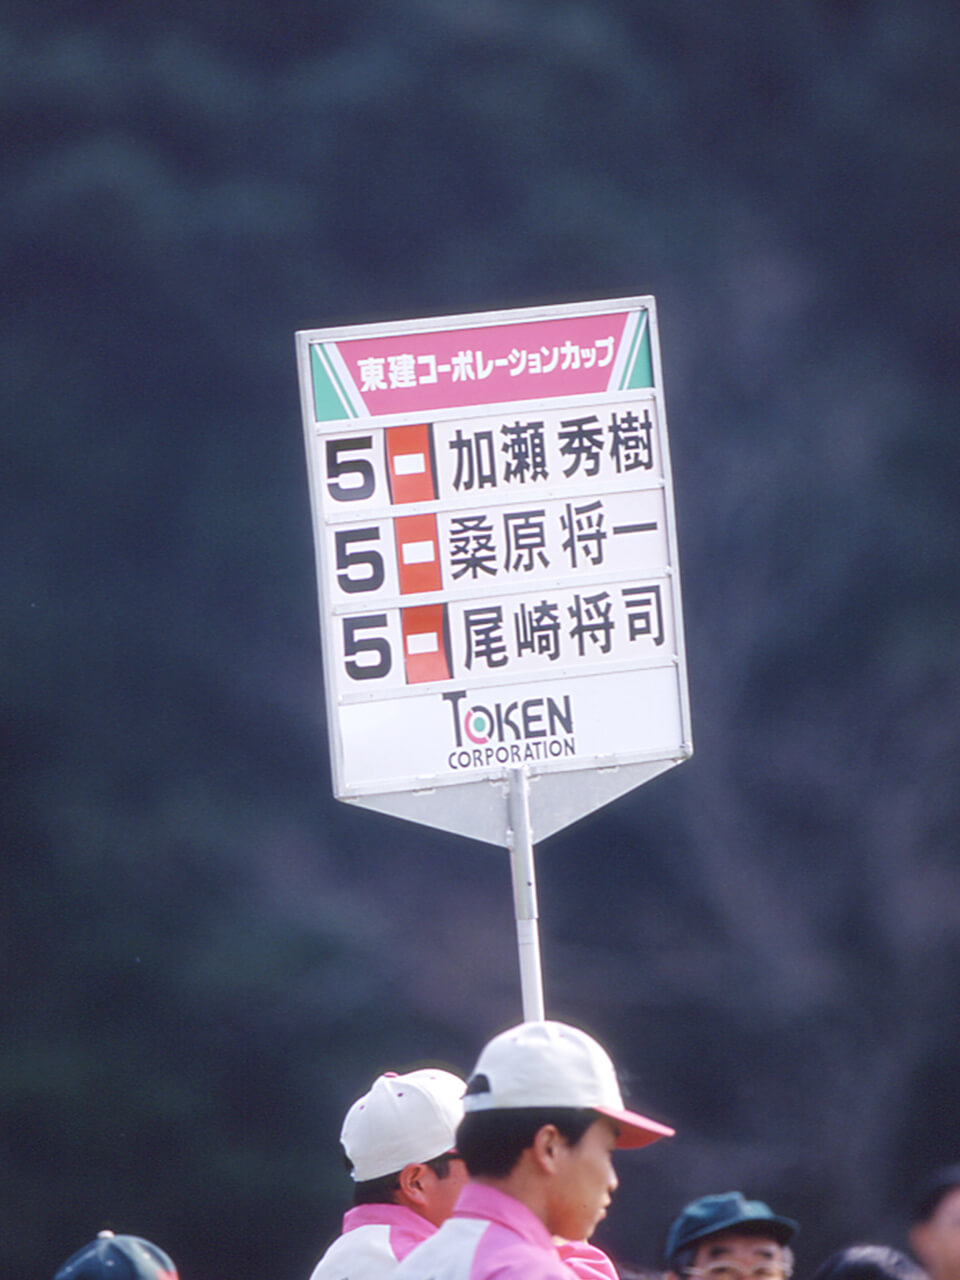 東建コーポレーションカップ
5 - 加瀬 秀樹
5 - 桑原 将一
5 - 尾崎将司
TOKEN
CORPORATION